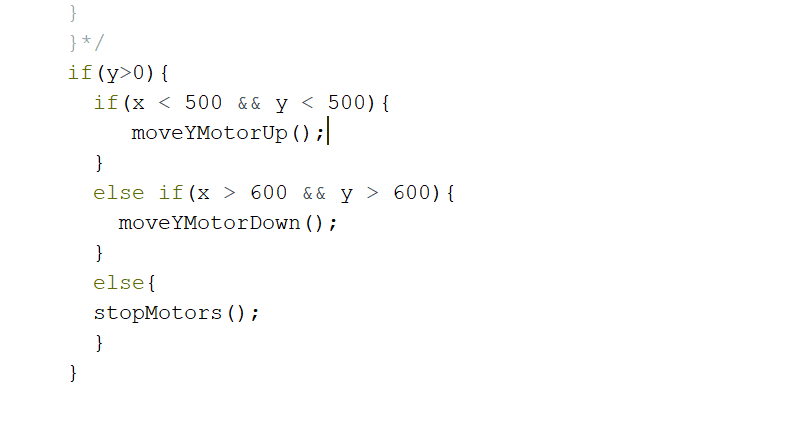 }
}*/
if(y>0){
if(x < 500 && y < 500){
moveYMotorUp();
}
else if(x > 600 && y > 600){
moveYMotorDown();
}
else{
stopMotors();
}
}